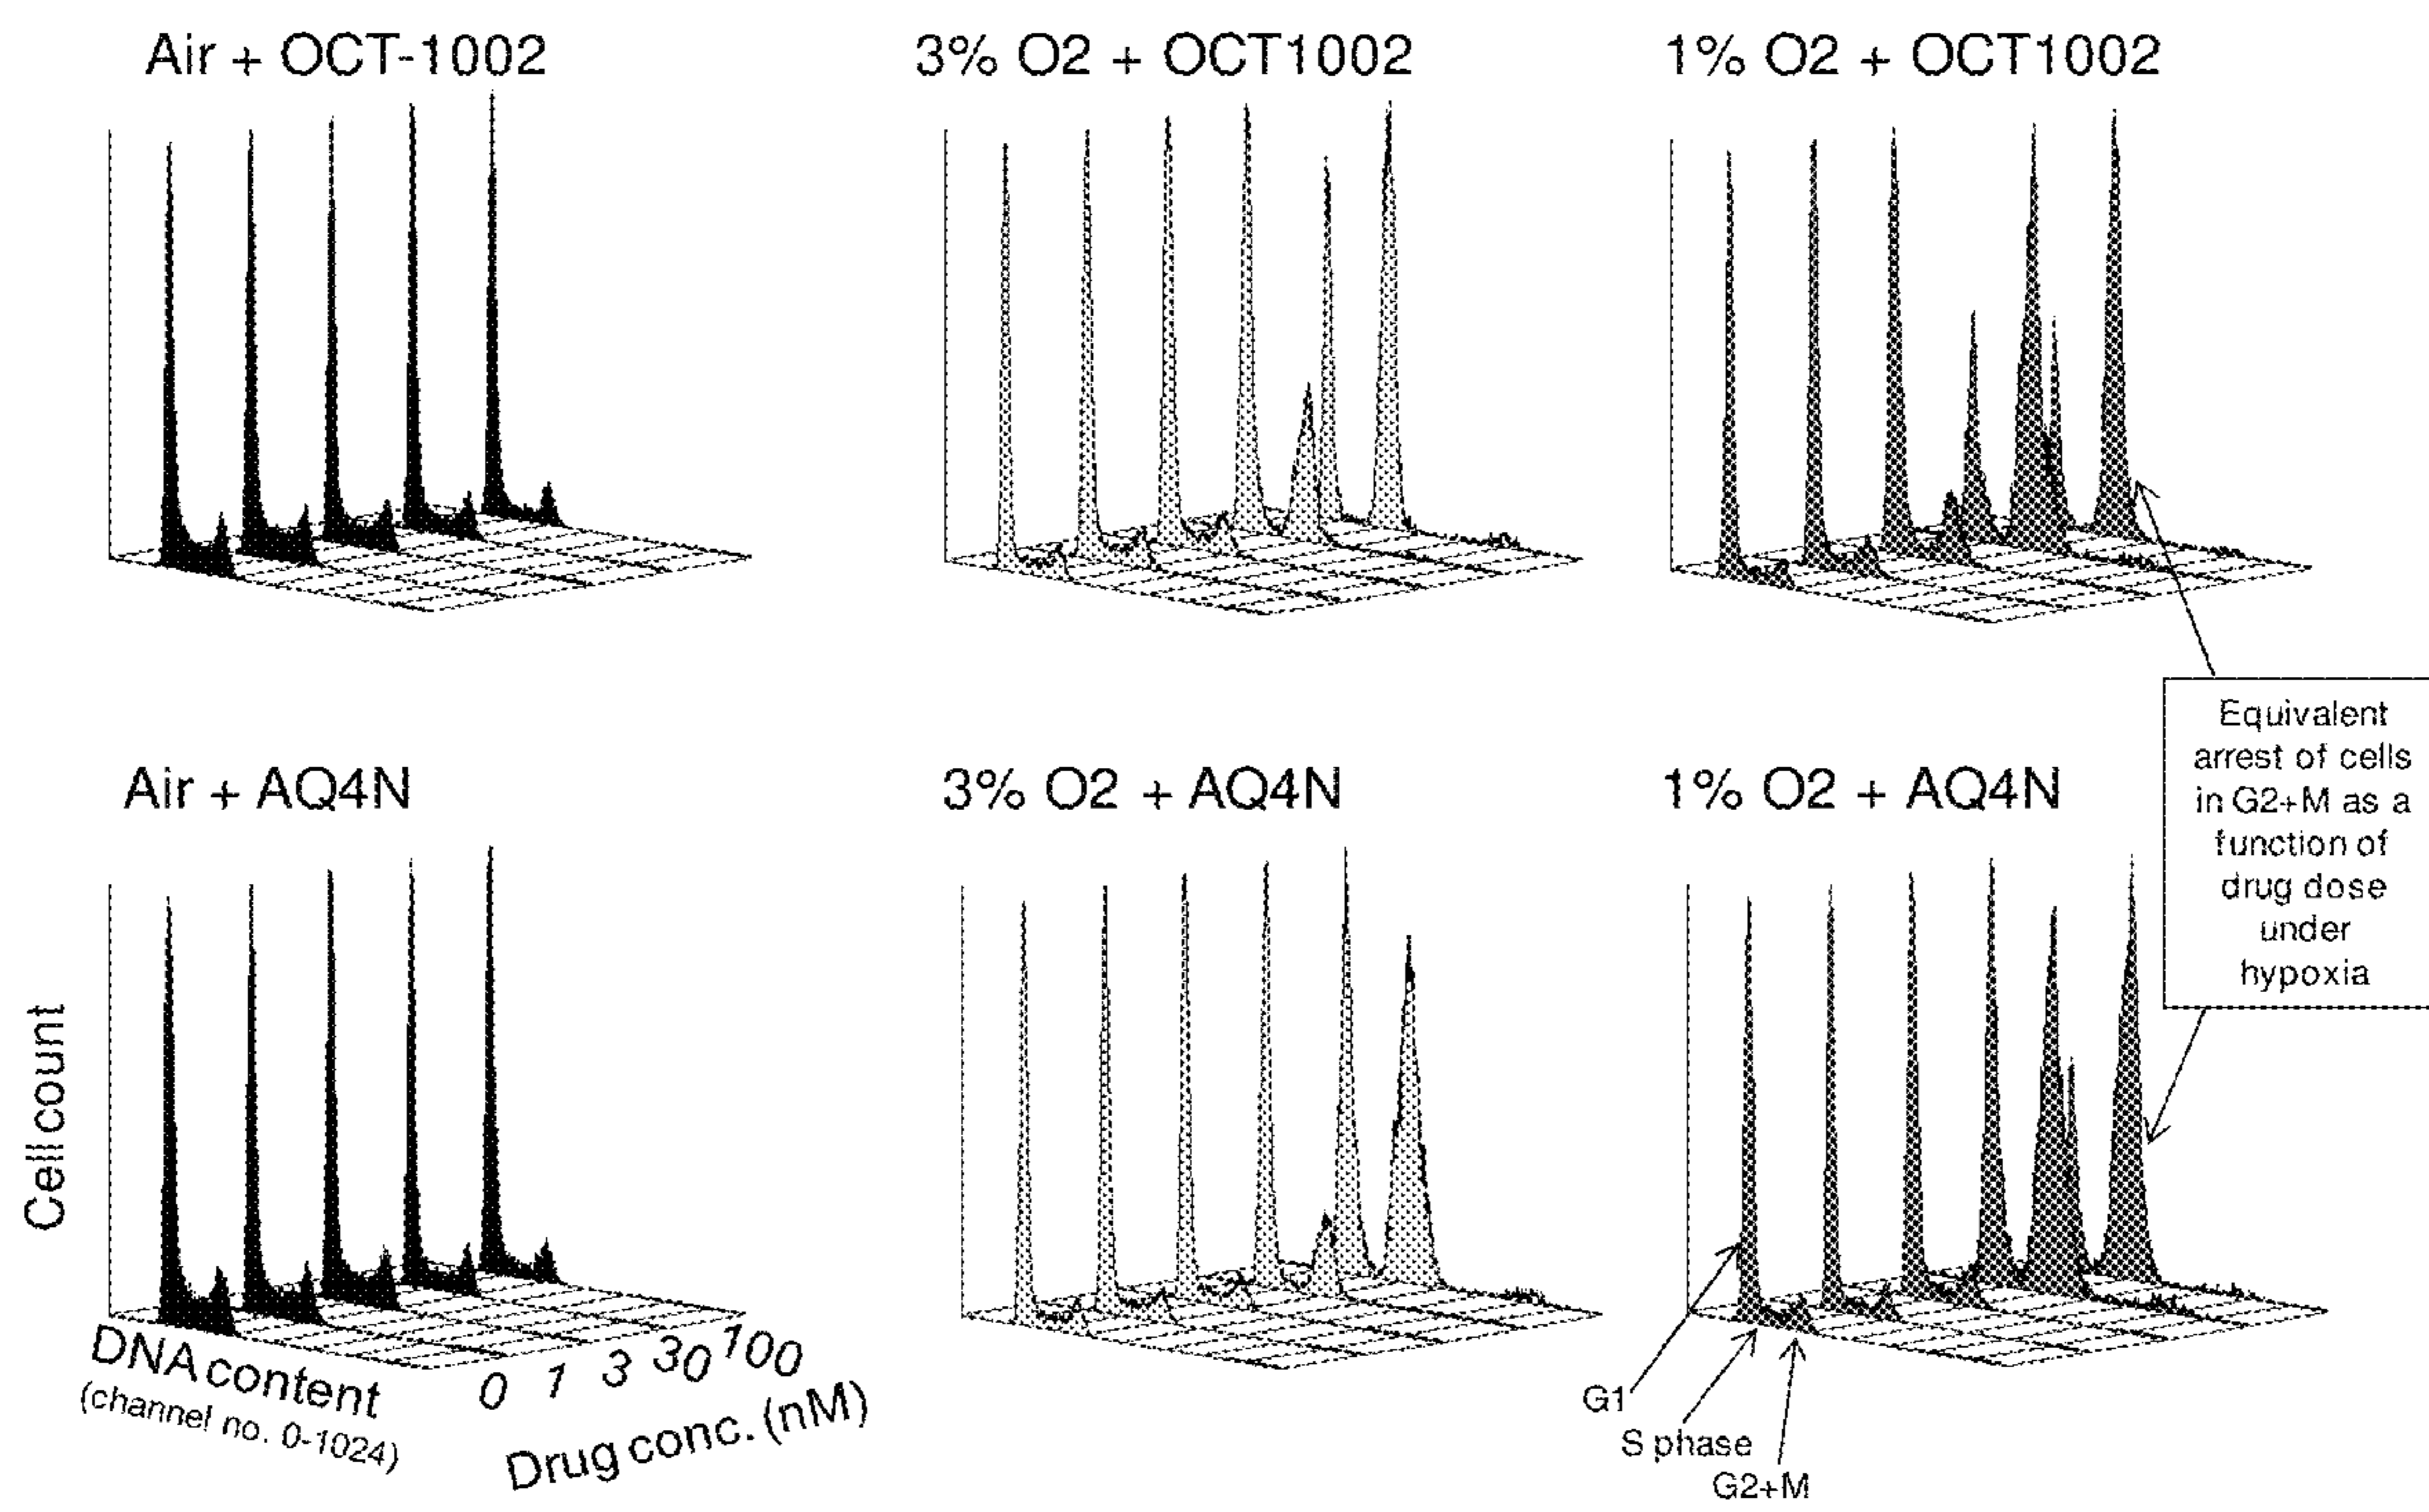 Air + OCT-1002
3% O2 + OCT1002
1% O2 + OCT1002
Equivalent
arrest of cells
in G2+M as a
function of
drug dose
under
hypoxia
Air + AQ4N
3% O2 + AQ4N
1% O2 + AQ4N
Cell count
DNA content
(channel no. 0-1024)
0 1 3 30 100
Drug conc. (nM)
G1
S phase
G2+M